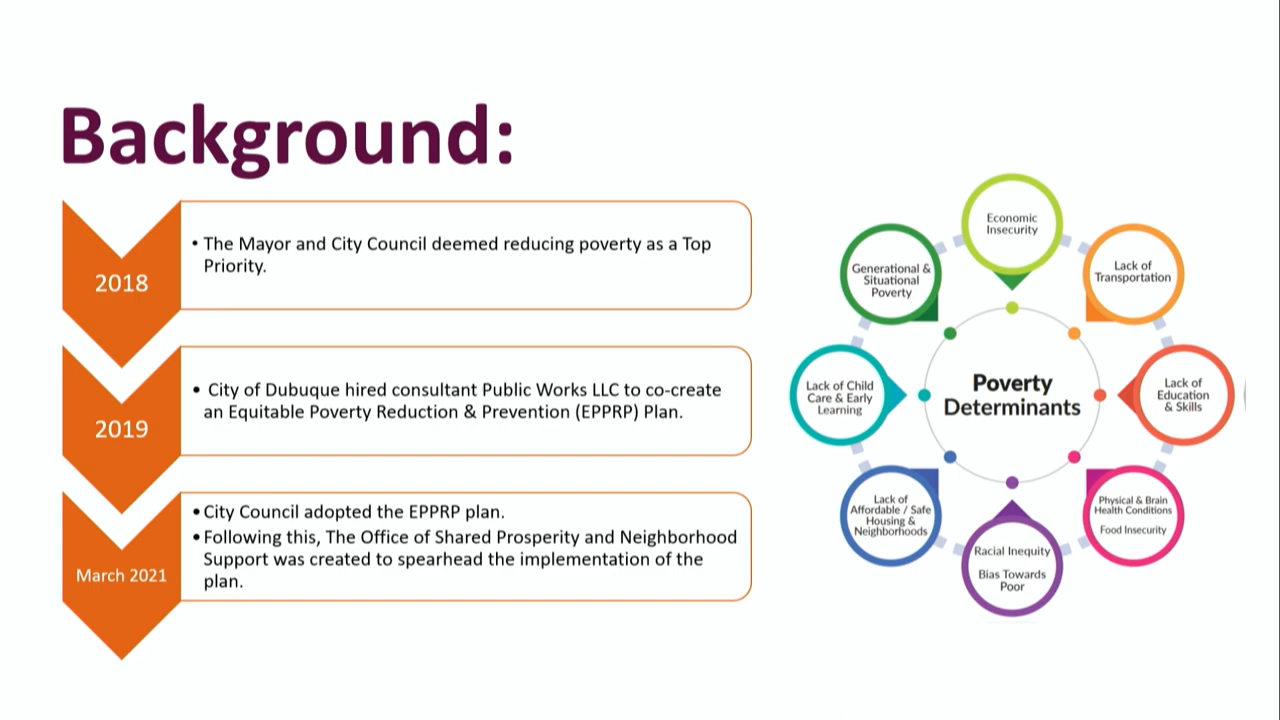 Background:
2018
• The Mayor and City Council deemed reducing poverty as a Top
Priority.
2019
• City of Dubuque hired consultant Public Works LLC to co-create
an Equitable Poverty Reduction & Prevention (EPPRP) Plan.
March 2021
• City Council adopted the EPPRP plan.
• Following this, The Office of Shared Prosperity and Neighborhood
Support was created to spearhead the implementation of the
plan.
Poverty
Determinants
Economic
Insecurity
Lack of
Transportation
Lack of
Education
& Skills
Physical & Brain
Health Conditions
Food Insecurity
Racial Inequity
Bias Towards
Poor
Lack of
Affordable / Safe
Housing &
Neighborhoods
Lack of Child
Care & Early
Learning
Generational &
Situational
Poverty